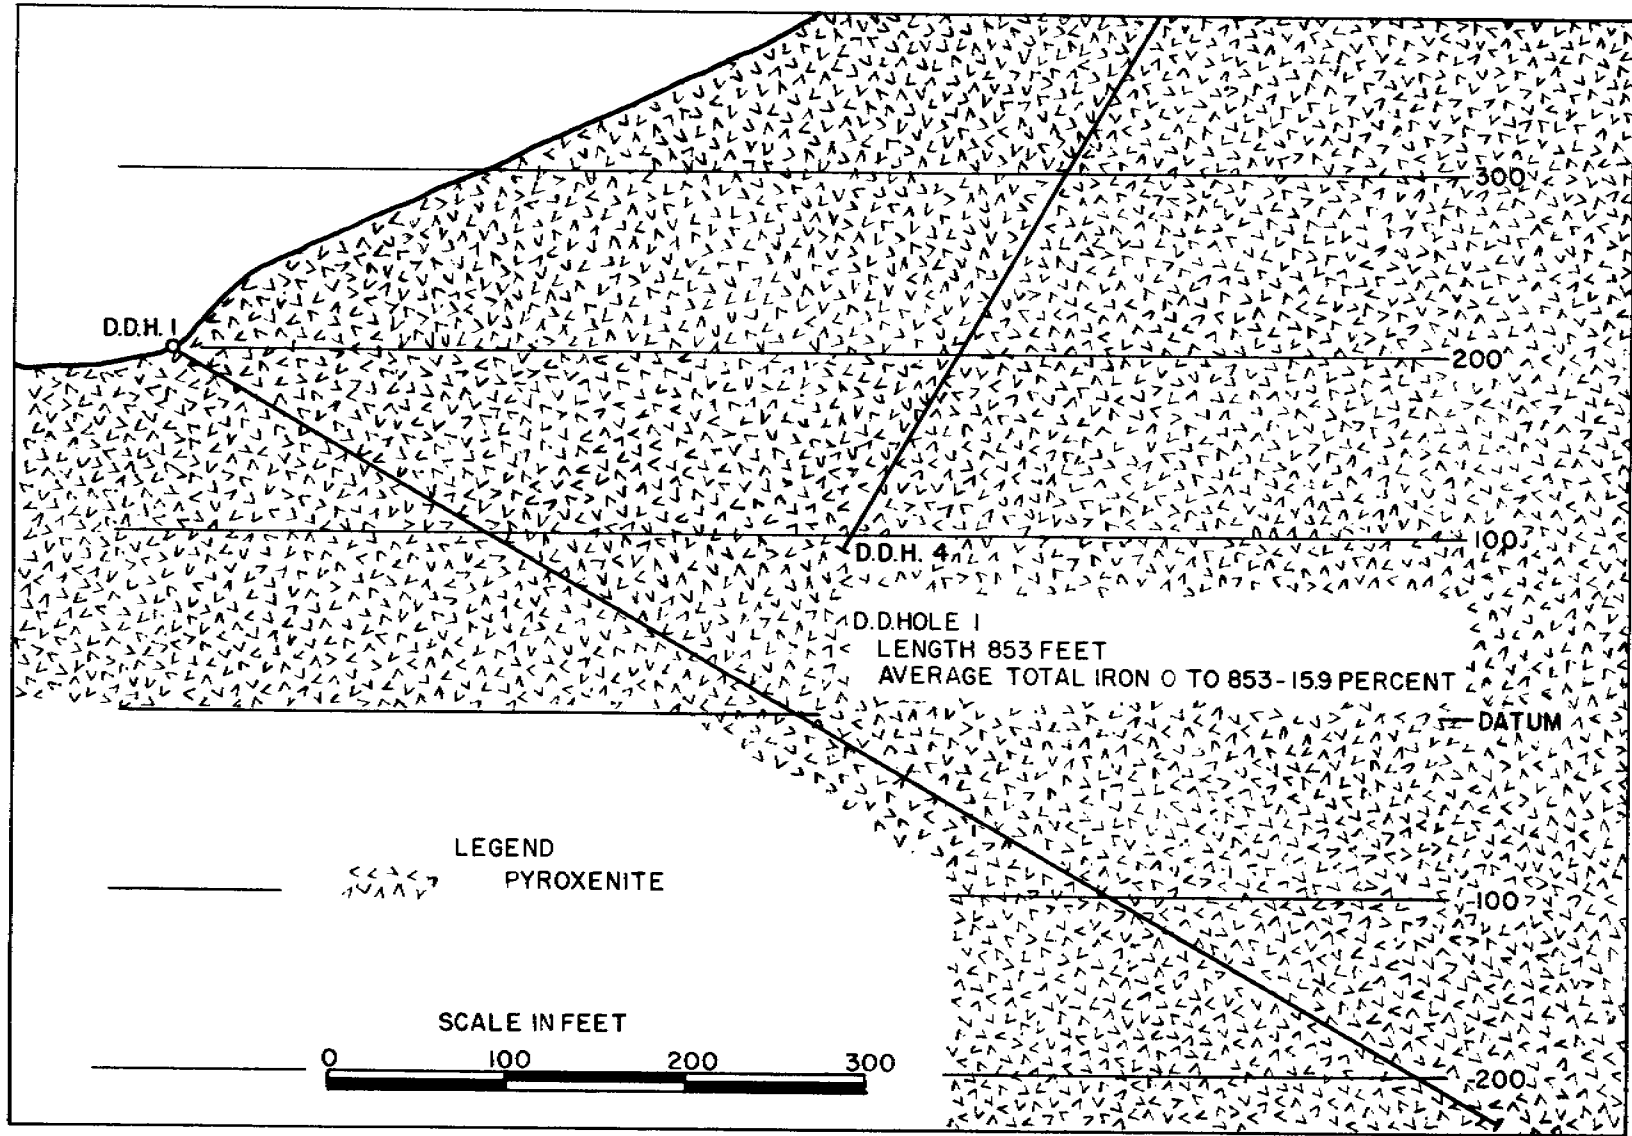 300
D.D.H. 1
200
100
D.D.H. 4
D.D.HOLE 1
LENGTH 853 FEET
AVERAGE TOTAL IRON 0 TO 853-15.9 PERCENT
DATUM
LEGEND
PYROXENITE
-100
SCALE IN FEET
0 100 200 300
-200